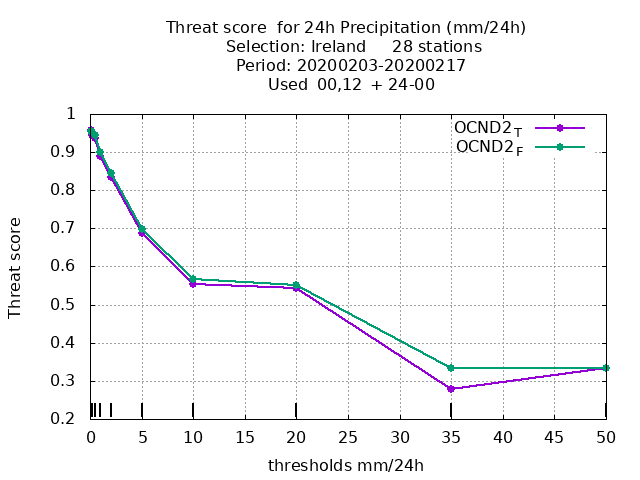 Threat score  for 24h Precipitation (mm/24h)
Selection: Ireland     28 stations
Period: 20200203-20200217
Used  00,12  + 24-00
OCND2T
OCND2F
Threat score
1
0.9
0.8
0.7
0.6
0.5
0.4
0.3
0.2
0 5 10 15 20 25 30 35 40 45 50
thresholds mm/24h